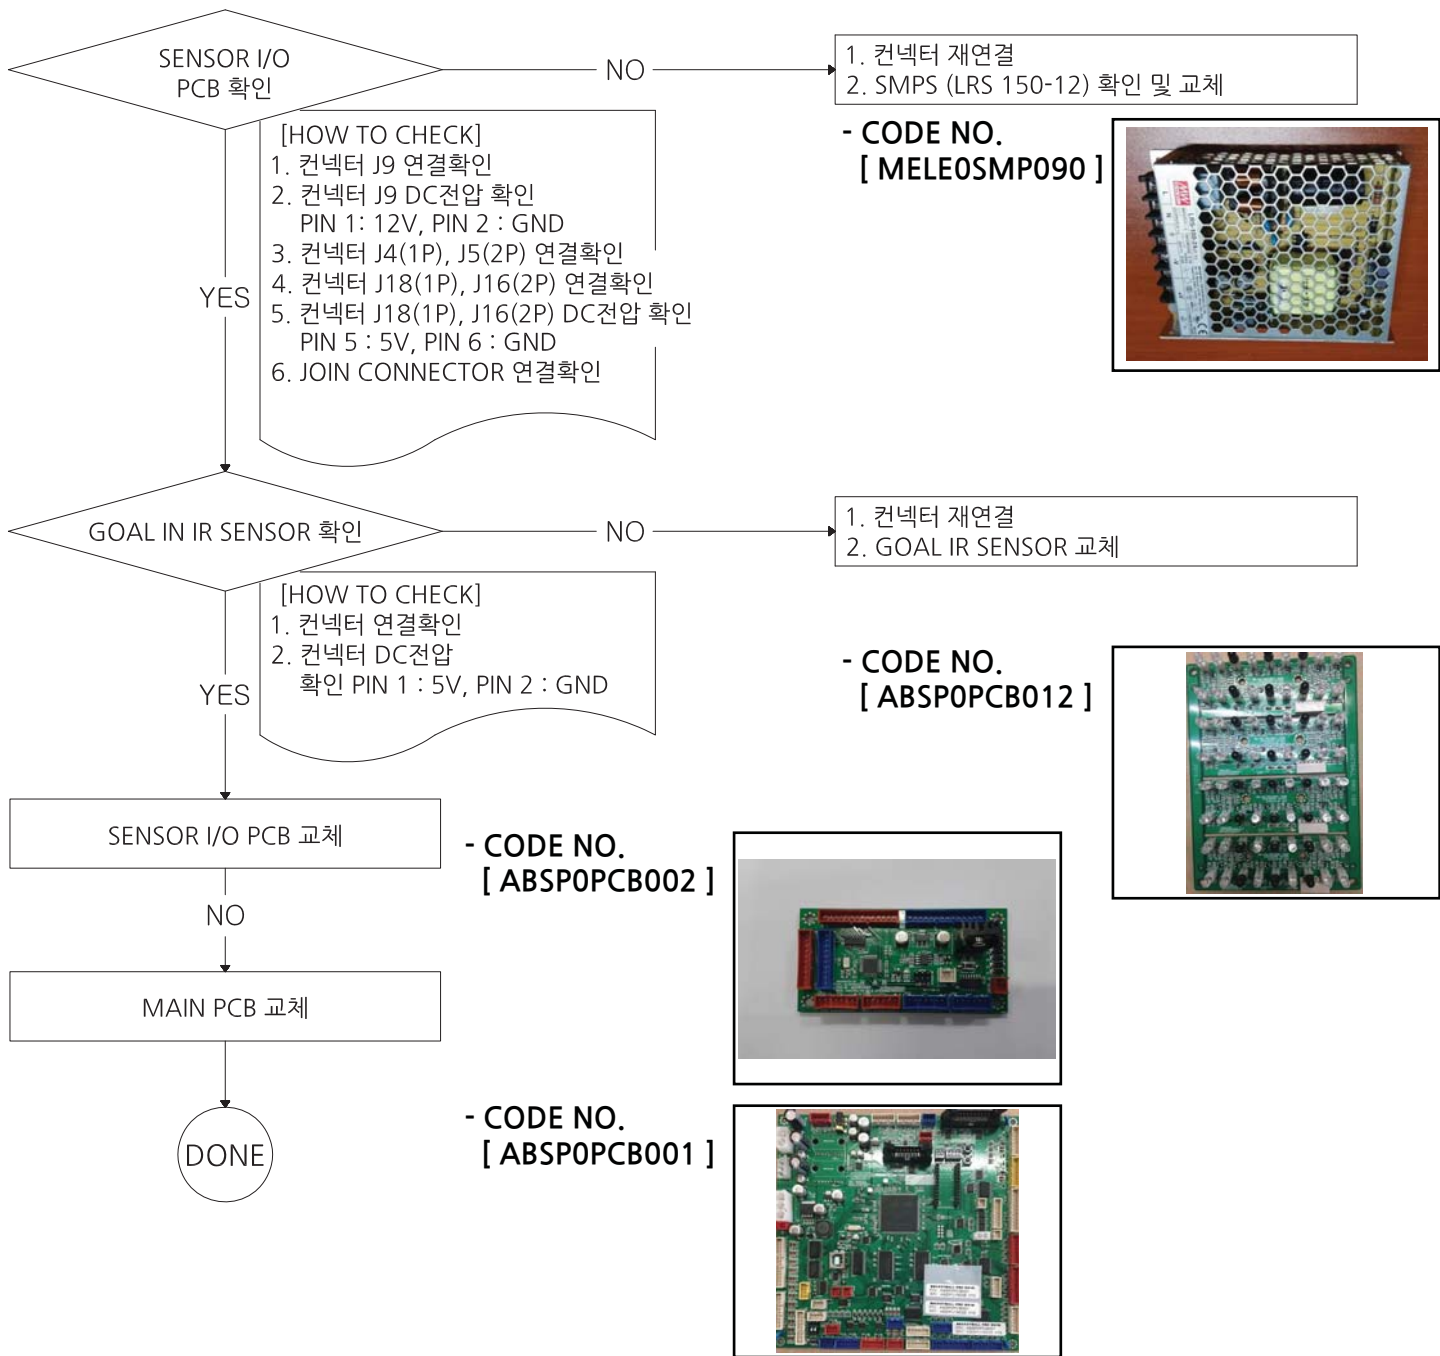 SENSOR I/O
PCB 확인
NO
1. 컨넥터 재연결
2. SMPS (LRS 150-12) 확인 및 교체
[HOW TO CHECK]
1. 컨넥터 J9 연결확인
2. 컨넥터 J9 DC전압 확인
PIN 1: 12V, PIN 2 : GND
3. 컨넥터 J4(1P), J5(2P) 연결확인
4. 컨넥터 J18(1P), J16(2P) 연결확인
5. 컨넥터 J18(1P), J16(2P) DC전압 확인
PIN 5 : 5V, PIN 6 : GND
6. JOIN CONNECTOR 연결확인
- CODE NO.
[ MELE0SMP090 ]
YES
GOAL IN IR SENSOR 확인
NO
1. 컨넥터 재연결
2. GOAL IR SENSOR 교체
[HOW TO CHECK]
1. 컨넥터 연결확인
2. 컨넥터 DC전압
확인 PIN 1 : 5V, PIN 2 : GND
- CODE NO.
[ ABSP0PCB012 ]
YES
SENSOR I/O PCB 교체
- CODE NO.
[ ABSP0PCB002 ]
NO
MAIN PCB 교체
DONE
- CODE NO.
[ ABSP0PCB001 ]